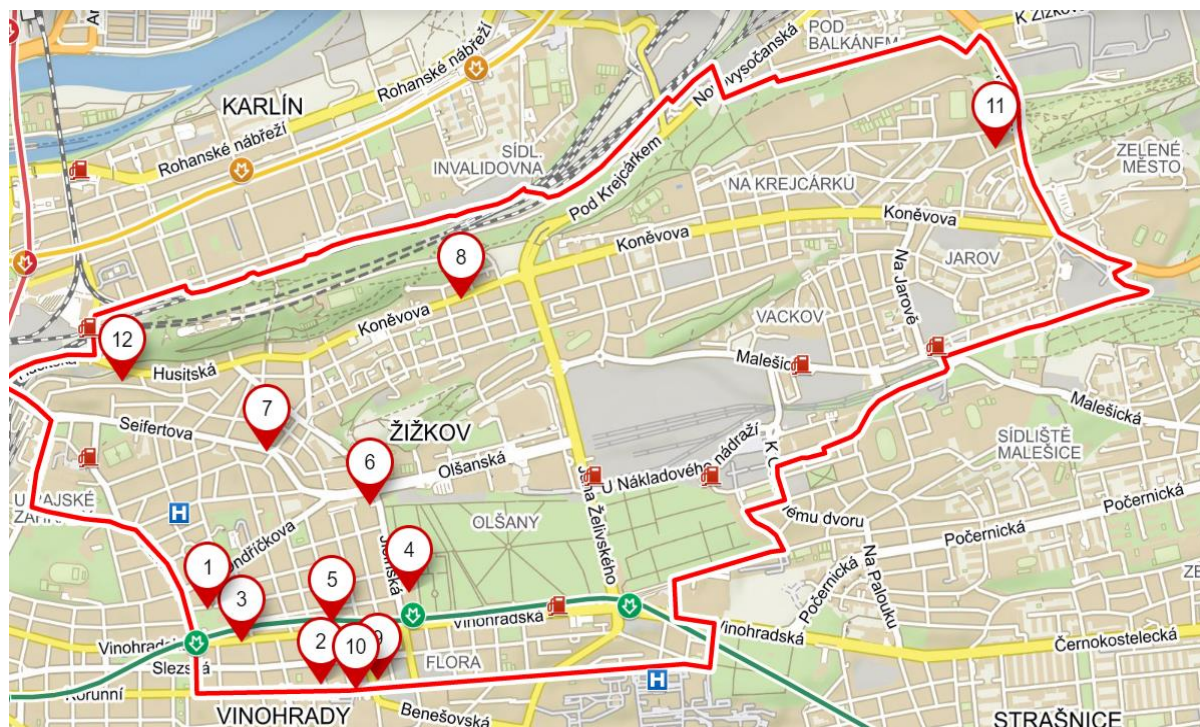 POD
BALKÁNEM
Rohanské nábřeží
KARLÍN
Novovysočanská
11
Rohanské nábřeží
SÍDL.
INVALIDOVNA
Pod Krejcárkem
ZELENÉ
MĚSTO
NA KREJCÁRKU
Koněvova
Koněvova
8
JAROV
Na Jarově
Koněvova
VACKOV
12
Husitská
Husitská
Malešická
7
Seifertova
ŽIŽKOV
SÍDLIŠTĚ
MALEŠICE
6
Olšanská
U Nákladového nádraží
Jana Želivského
Počernická
OLŠANY
Počernická
4
1
5
3
Počernická
Na Palouku
Jičínská
Vinohradská
Vinohradská
Vinohradská
Černokostelecká
2
10
9
Slezská
FLORA
Korunní
VINOHRADY
Benešovská
STRAŠNICE